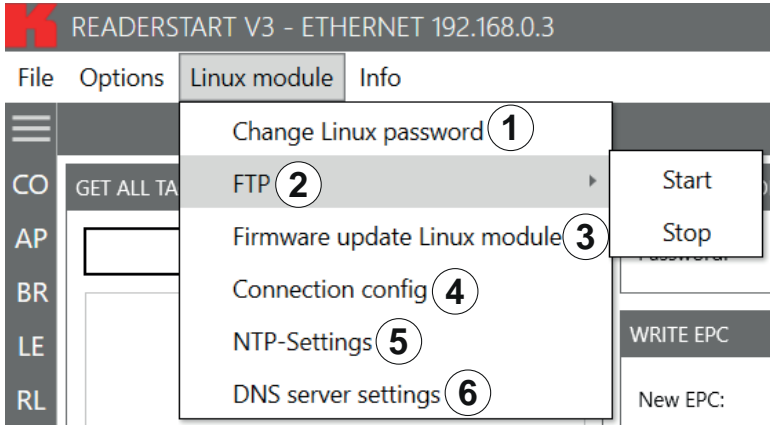 READERSTART V3 - ETHERNET 192.168.0.3
File Options Linux module Info
Change Linux password 1
CO GET ALL TA FTP 2 Start
AP Firmware update Linux module 3 Stop
BR Connection config 4
LE NTP-Settings 5 WRITE EPC
RL DNS server settings 6 New EPC: